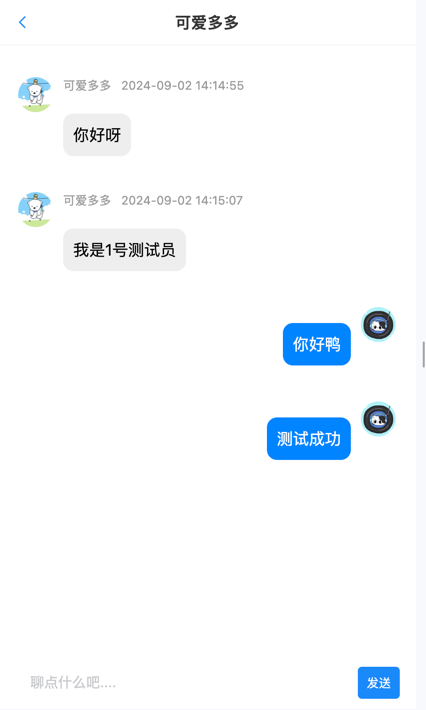 可爱多多
可爱多多 2024-09-02 14:14:55
你好呀
可爱多多 2024-09-02 14:15:07
我是1号测试员
你好鸭
测试成功
聊点什么吧....
发送